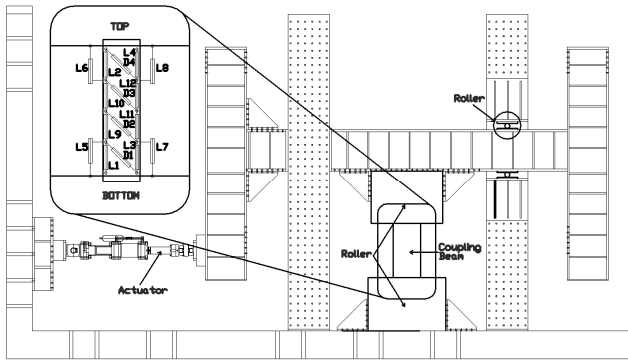 TOP
L4
D4
L6
L8
L2
L12
D3
L10
L11
D2
L9
L5
L3
L7
D1
L1
BOTTOM
Roller
Roller
Coupling
Beam
Actuator